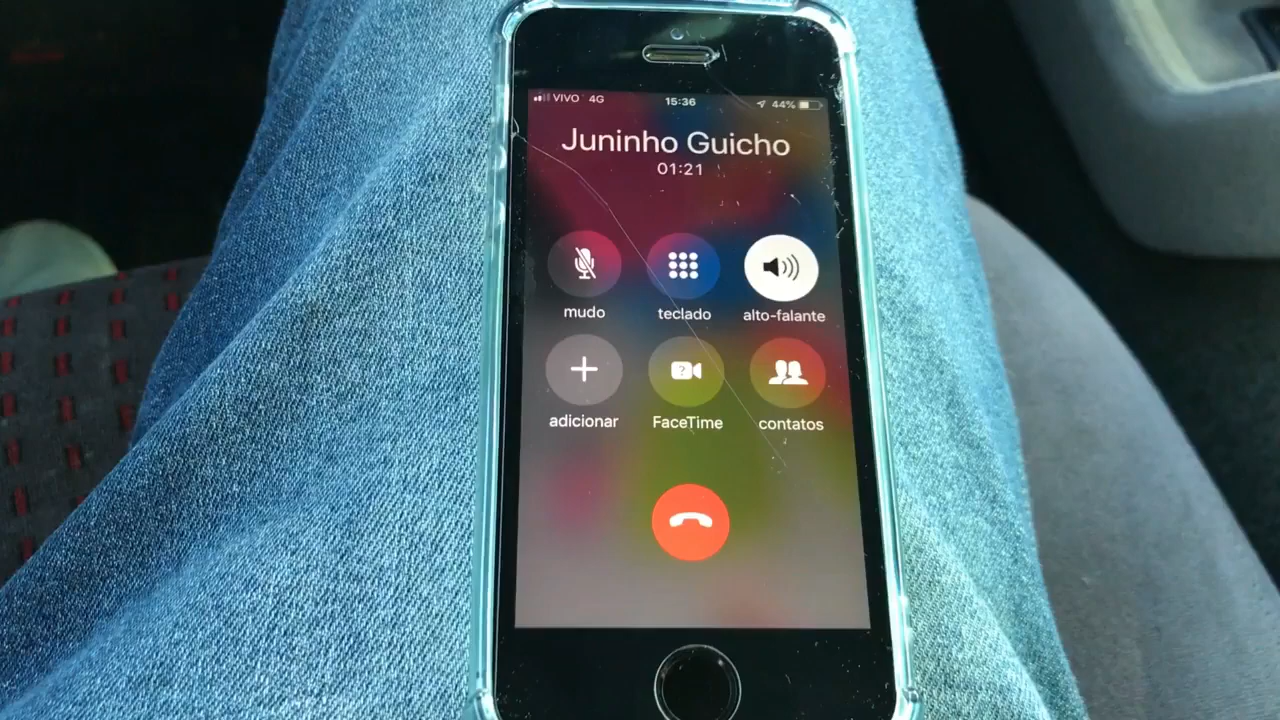 VIVO 4G 15:36 44%
Juninho Guicho
01:21
mudo teclado alto-falante
adicionar FaceTime contatos